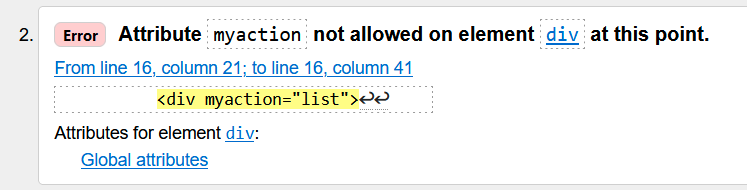 2. Error Attribute myaction not allowed on element div at this point.
From line 16, column 21; to line 16, column 41
<div myaction="list">↩↩
Attributes for element div:
Global attributes